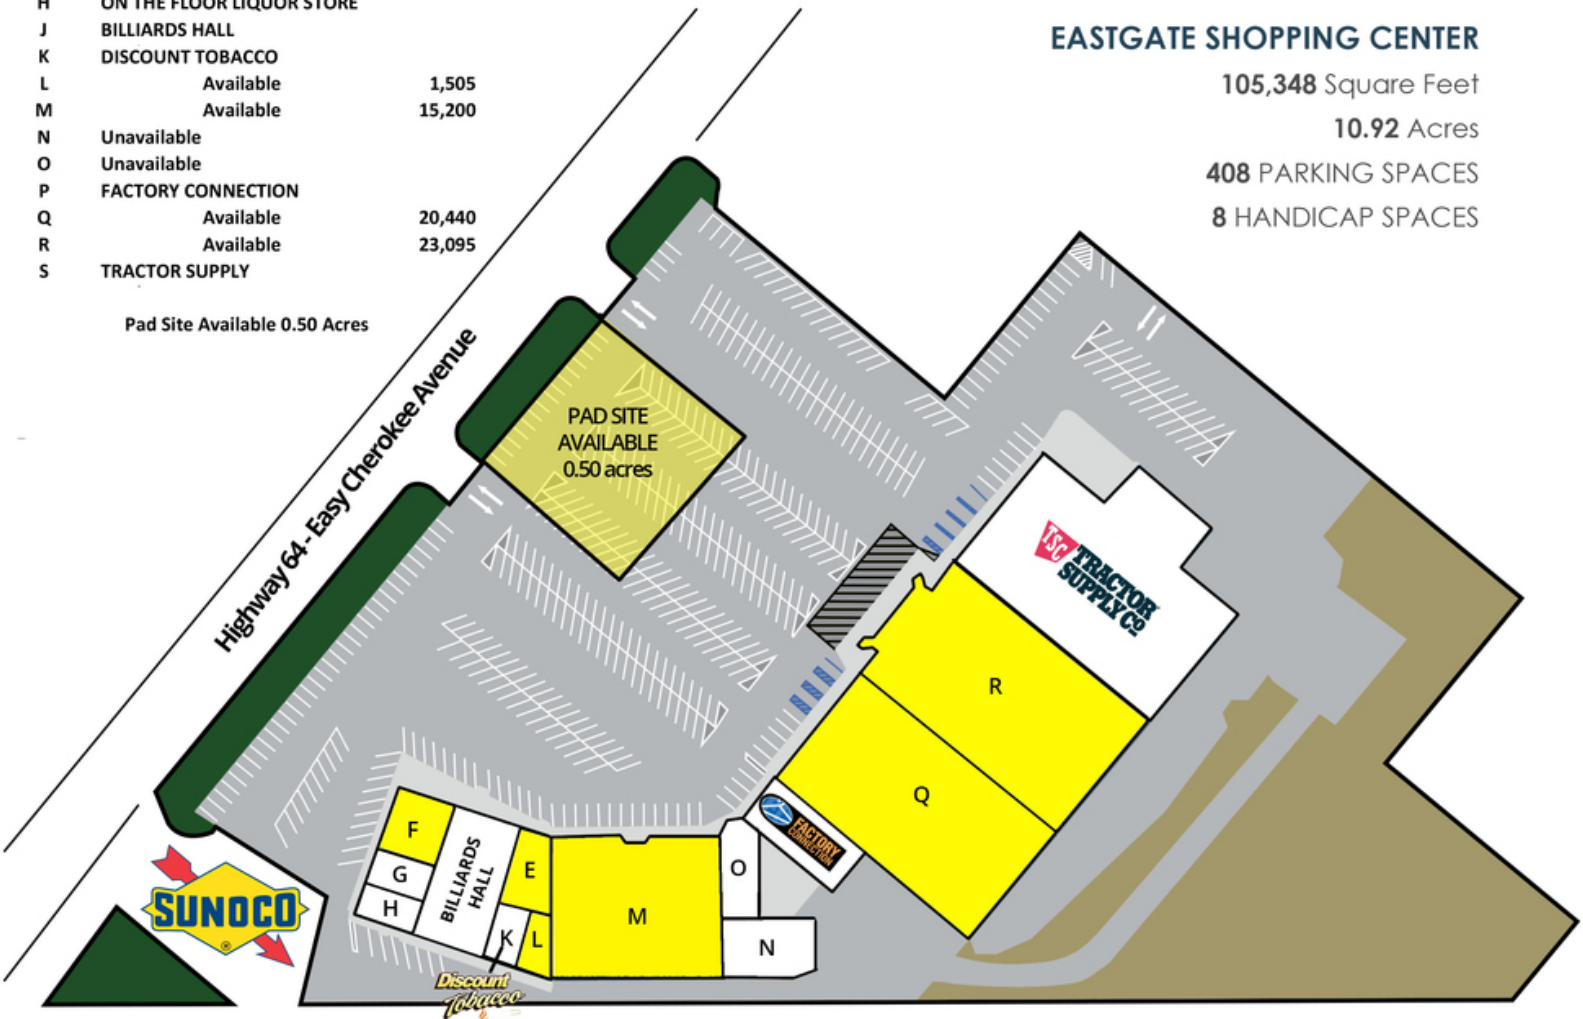 H ON THE FLOOR LIQUOR STORE
J BILLIARDS HALL
K DISCOUNT TOBACCO
L Available 1,505
M Available 15,200
N Unavailable
O Unavailable
P FACTORY CONNECTION
Q Available 20,440
R Available 23,095
S TRACTOR SUPPLY
Pad Site Available 0.50 Acres
EASTGATE SHOPPING CENTER
105,348 Square Feet
10.92 Acres
408 PARKING SPACES
8 HANDICAP SPACES
Highway 64 - Easy Cherokee Avenue
PAD SITE
AVAILABLE
0.50 acres
TSC
TRACTOR
SUPPLY CO
R
Q
FACTORY
CONNECTION
F
G
H
BILLIARDS
HALL
E
K
L
M
O
N
SUNOCO
®
Discount
Tobacco